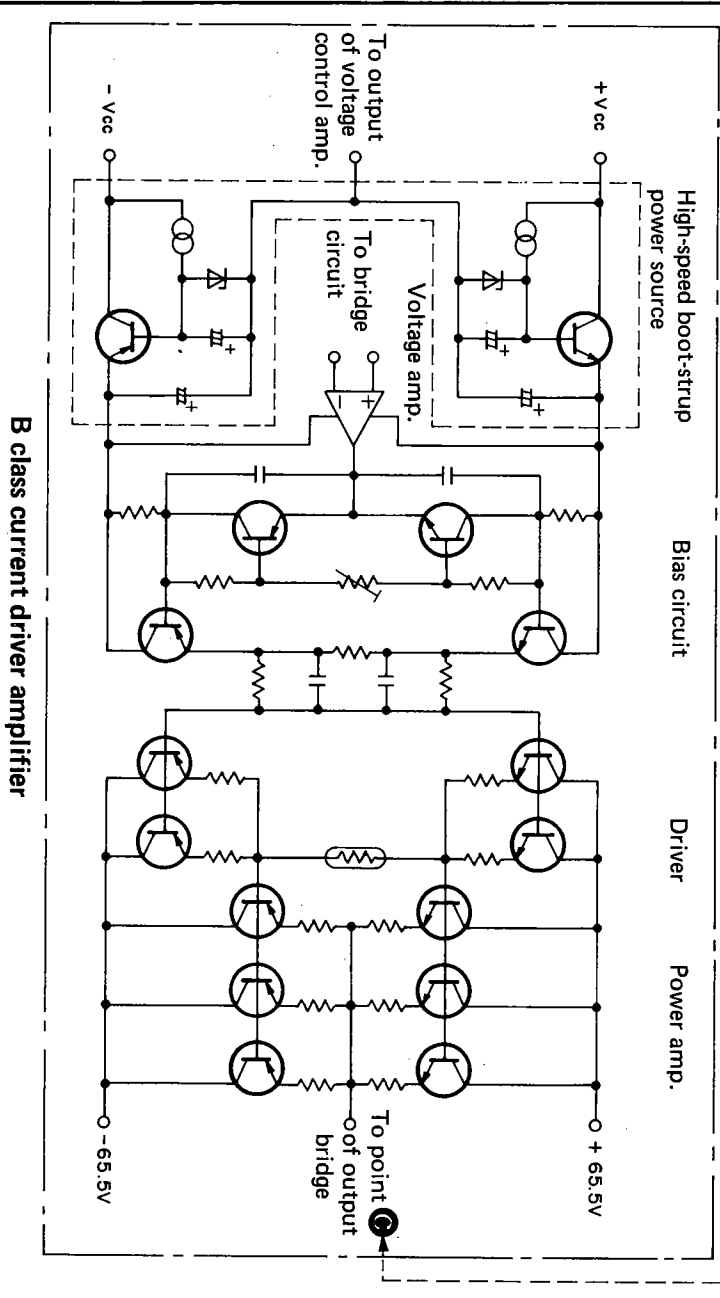 High-speed boot-strup
power source
Bias circuit
Driver
Power amp.
+Vcc
+ 65.5V
Voltage amp.
To output
of voltage
control amp.
To bridge
circuit
+
−
+
+
+
+
To point C
of output
bridge
- Vcc
-65.5V
B class current driver amplifier